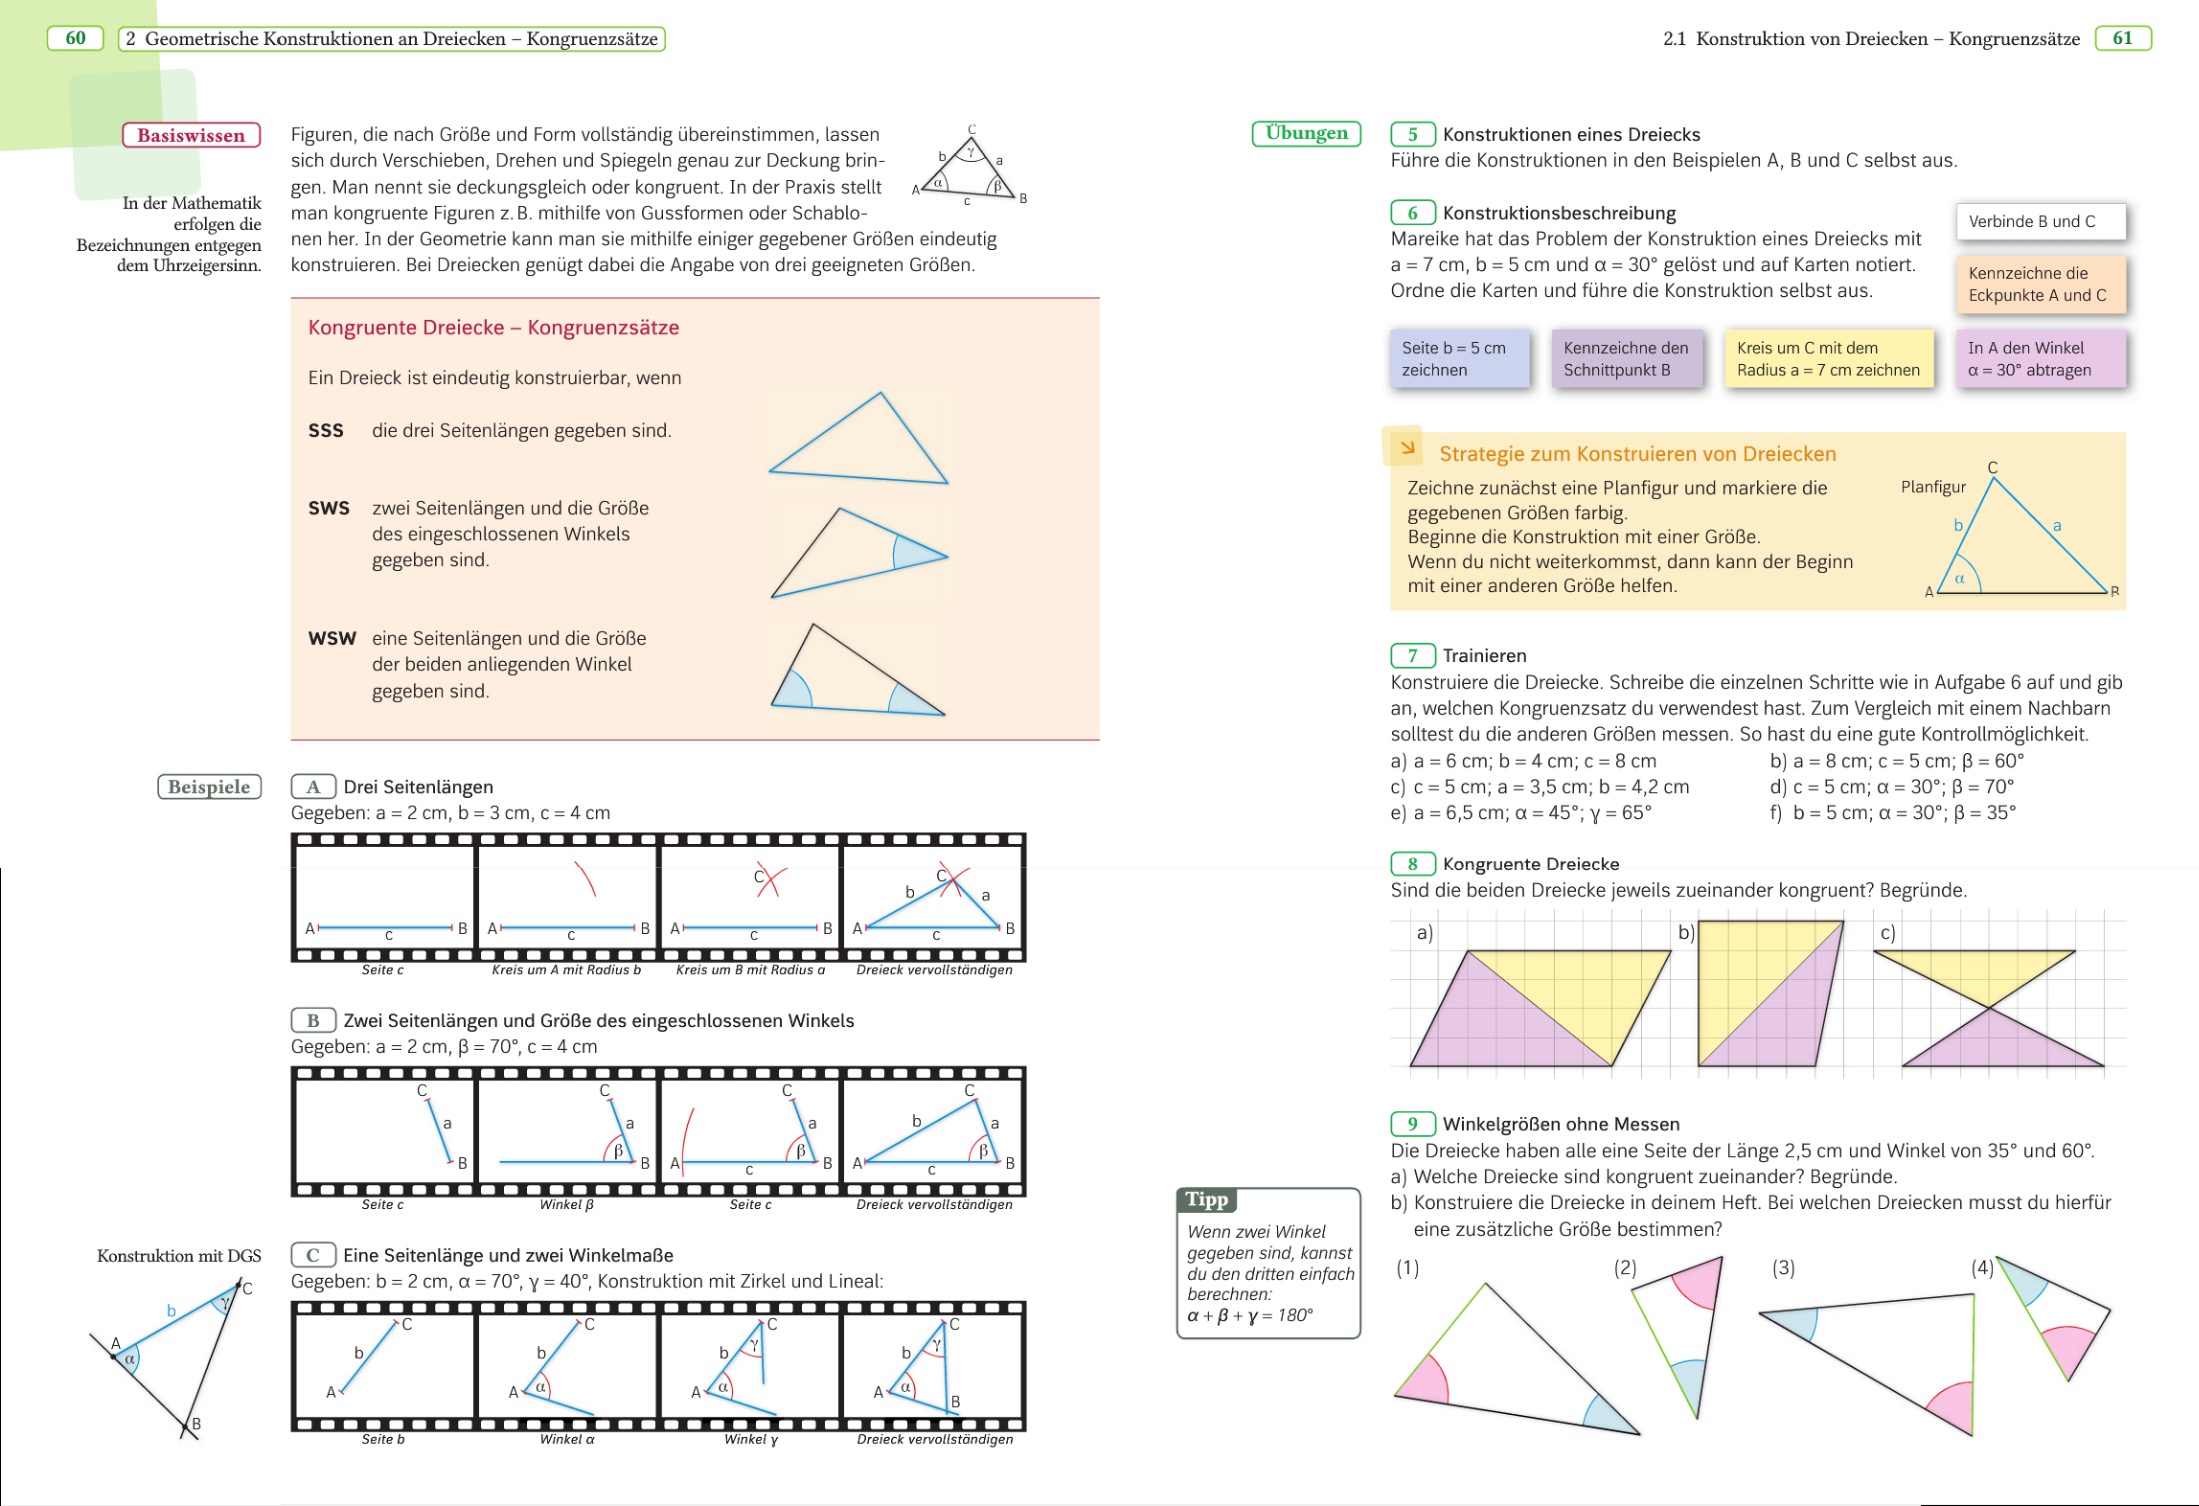 60
2 Geometrische Konstruktionen an Dreiecken – Kongruenzsätze
Basiswissen
In der Mathematik
erfolgen die
Bezeichnungen entgegen
dem Uhrzeigersinn.
Figuren, die nach Größe und Form vollständig übereinstimmen, lassen
sich durch Verschieben, Drehen und Spiegeln genau zur Deckung brin-
gen. Man nennt sie deckungsgleich oder kongruent. In der Praxis stellt
man kongruente Figuren z. B. mithilfe von Gussformen oder Schablo-
nen her. In der Geometrie kann man sie mithilfe einiger gegebener Größen eindeutig
konstruieren. Bei Dreiecken genügt dabei die Angabe von drei geeigneten Größen.
C
b γ a
A α β
c B
Kongruente Dreiecke – Kongruenzsätze
Ein Dreieck ist eindeutig konstruierbar, wenn
SSS die drei Seitenlängen gegeben sind.
SWS zwei Seitenlängen und die Größe
des eingeschlossenen Winkels
gegeben sind.
WSW eine Seitenlängen und die Größe
der beiden anliegenden Winkel
gegeben sind.
Beispiele
A Drei Seitenlängen
Gegeben: a = 2 cm, b = 3 cm, c = 4 cm
A c B
A c B
C
A c B
C
b a
A c B
Seite c
Kreis um A mit Radius b
Kreis um B mit Radius a
Dreieck vervollständigen
B Zwei Seitenlängen und Größe des eingeschlossenen Winkels
Gegeben: a = 2 cm, β = 70°, c = 4 cm
C
a
B
C
a
β B
C
a
A c β B
C
b a
A c β B
Seite c
Winkel β
Seite c
Dreieck vervollständigen
C Eine Seitenlänge und zwei Winkelmaße
Gegeben: b = 2 cm, α = 70°, γ = 40°, Konstruktion mit Zirkel und Lineal:
C
b
A
C
b
A α
C
b γ
A α
C
b γ
A α
B
Seite b
Winkel α
Winkel γ
Dreieck vervollständigen
Konstruktion mit DGS
C
b γ
A
α
B
2.1 Konstruktion von Dreiecken – Kongruenzsätze
61
Übungen
5 Konstruktionen eines Dreiecks
Führe die Konstruktionen in den Beispielen A, B und C selbst aus.
6 Konstruktionsbeschreibung
Mareike hat das Problem der Konstruktion eines Dreiecks mit
a = 7 cm, b = 5 cm und α = 30° gelöst und auf Karten notiert.
Ordne die Karten und führe die Konstruktion selbst aus.
Verbinde B und C
Kennzeichne die
Eckpunkte A und C
Seite b = 5 cm
zeichnen
Kennzeichne den
Schnittpunkt B
Kreis um C mit dem
Radius a = 7 cm zeichnen
In A den Winkel
α = 30° abtragen
Strategie zum Konstruieren von Dreiecken
Zeichne zunächst eine Planfigur und markiere die
gegebenen Größen farbig.
Beginne die Konstruktion mit einer Größe.
Wenn du nicht weiterkommst, dann kann der Beginn
mit einer anderen Größe helfen.
Planfigur
C
b a
α
A B
7 Trainieren
Konstruiere die Dreiecke. Schreibe die einzelnen Schritte wie in Aufgabe 6 auf und gib
an, welchen Kongruenzsatz du verwendest hast. Zum Vergleich mit einem Nachbarn
solltest du die anderen Größen messen. So hast du eine gute Kontrollmöglichkeit.
a) a = 6 cm; b = 4 cm; c = 8 cm
b) a = 8 cm; c = 5 cm; β = 60°
c) c = 5 cm; a = 3,5 cm; b = 4,2 cm
d) c = 5 cm; α = 30°; β = 70°
e) a = 6,5 cm; α = 45°; γ = 65°
f) b = 5 cm; α = 30°; β = 35°
8 Kongruente Dreiecke
Sind die beiden Dreiecke jeweils zueinander kongruent? Begründe.
a)
b)
c)
9 Winkelgrößen ohne Messen
Die Dreiecke haben alle eine Seite der Länge 2,5 cm und Winkel von 35° und 60°.
a) Welche Dreiecke sind kongruent zueinander? Begründe.
b) Konstruiere die Dreiecke in deinem Heft. Bei welchen Dreiecken musst du hierfür
eine zusätzliche Größe bestimmen?
Tipp
Wenn zwei Winkel
gegeben sind, kannst
du den dritten einfach
berechnen:
α + β + γ = 180°
(1)
(2)
(3)
(4)